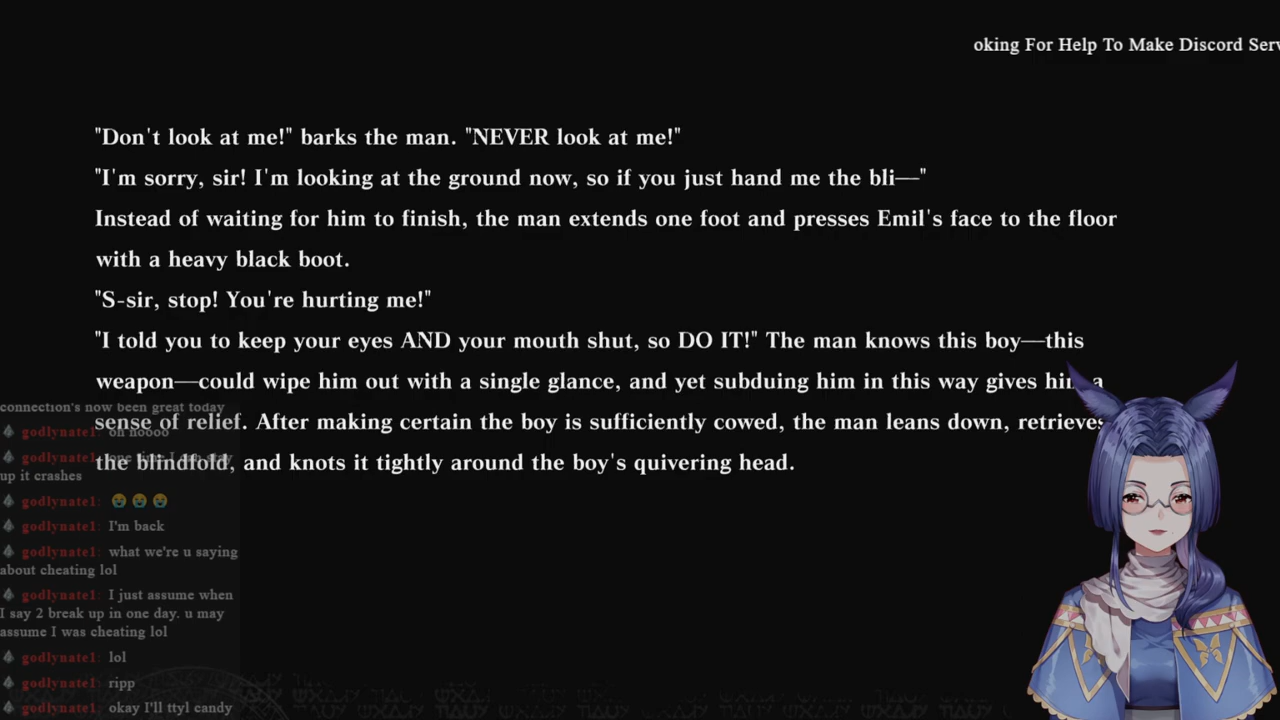 oking For Help To Make Discord Serv
"Don't look at me!" barks the man. "NEVER look at me!"
"I'm sorry, sir! I'm looking at the ground now, so if you just hand me the bli—"
Instead of waiting for him to finish, the man extends one foot and presses Emil's face to the floor
with a heavy black boot.
"S-sir, stop! You're hurting me!"
"I told you to keep your eyes AND your mouth shut, so DO IT!" The man knows this boy—this
weapon—could wipe him out with a single glance, and yet subduing him in this way gives him a
sense of relief. After making certain the boy is sufficiently cowed, the man leans down, retrieves
the blindfold, and knots it tightly around the boy's quivering head.
connection's now been great today
godlynate1: oh noooo
godlynate1: one time I can stay
up it crashes
godlynate1: 😭 😭 😭
godlynate1: I'm back
godlynate1: what we're u saying
about cheating lol
godlynate1: I just assume when
I say 2 break up in one day. u may
assume I was cheating lol
godlynate1: lol
godlynate1: ripp
godlynate1: okay I'll ttyl candy